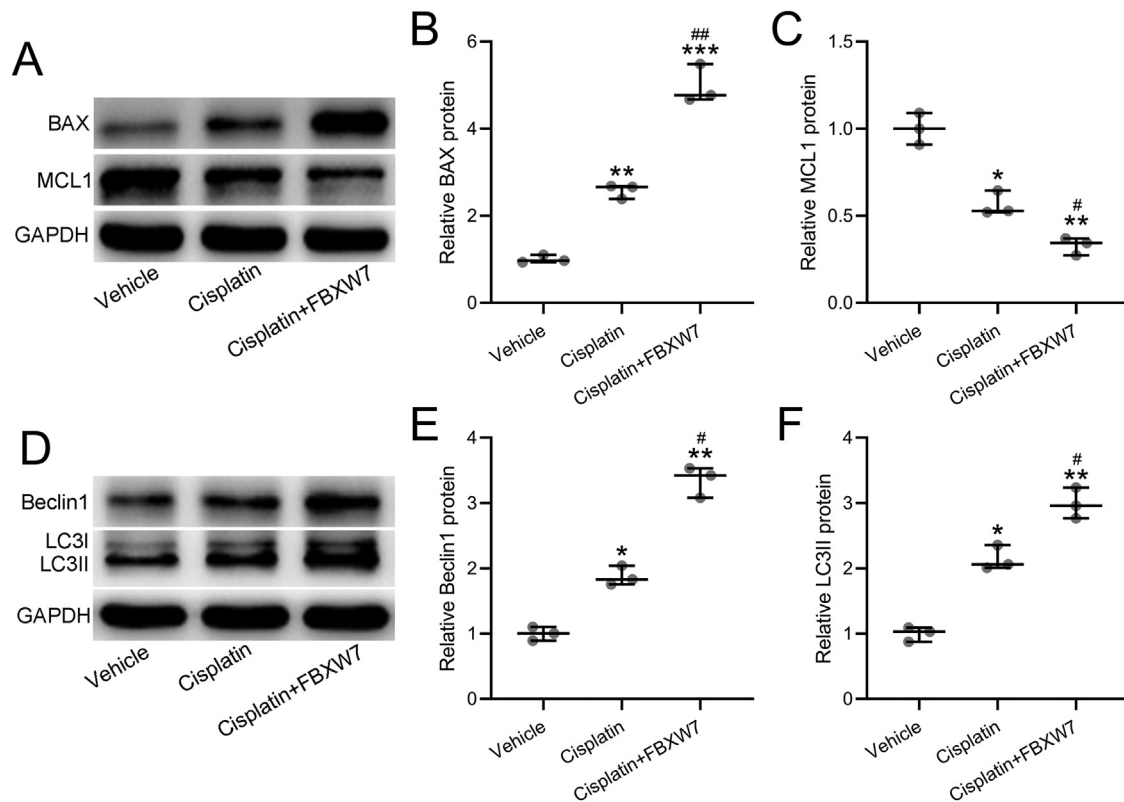 A
BAX
MCL1
GAPDH
Vehicle
Cisplatin
Cisplatin+FBXW7
B
Relative BAX protein
6
4
2
0
**
##
***
Vehicle
Cisplatin
Cisplatin+FBXW7
C
Relative MCL1 protein
1.5
1.0
0.5
0.0
*
#
**
Vehicle
Cisplatin
Cisplatin+FBXW7
D
Beclin1
LC3I
LC3II
GAPDH
Vehicle
Cisplatin
Cisplatin+FBXW7
E
Relative Beclin1 protein
4
3
2
1
0
*
#
**
Vehicle
Cisplatin
Cisplatin+FBXW7
F
Relative LC3II protein
4
3
2
1
0
*
#
**
Vehicle
Cisplatin
Cisplatin+FBXW7